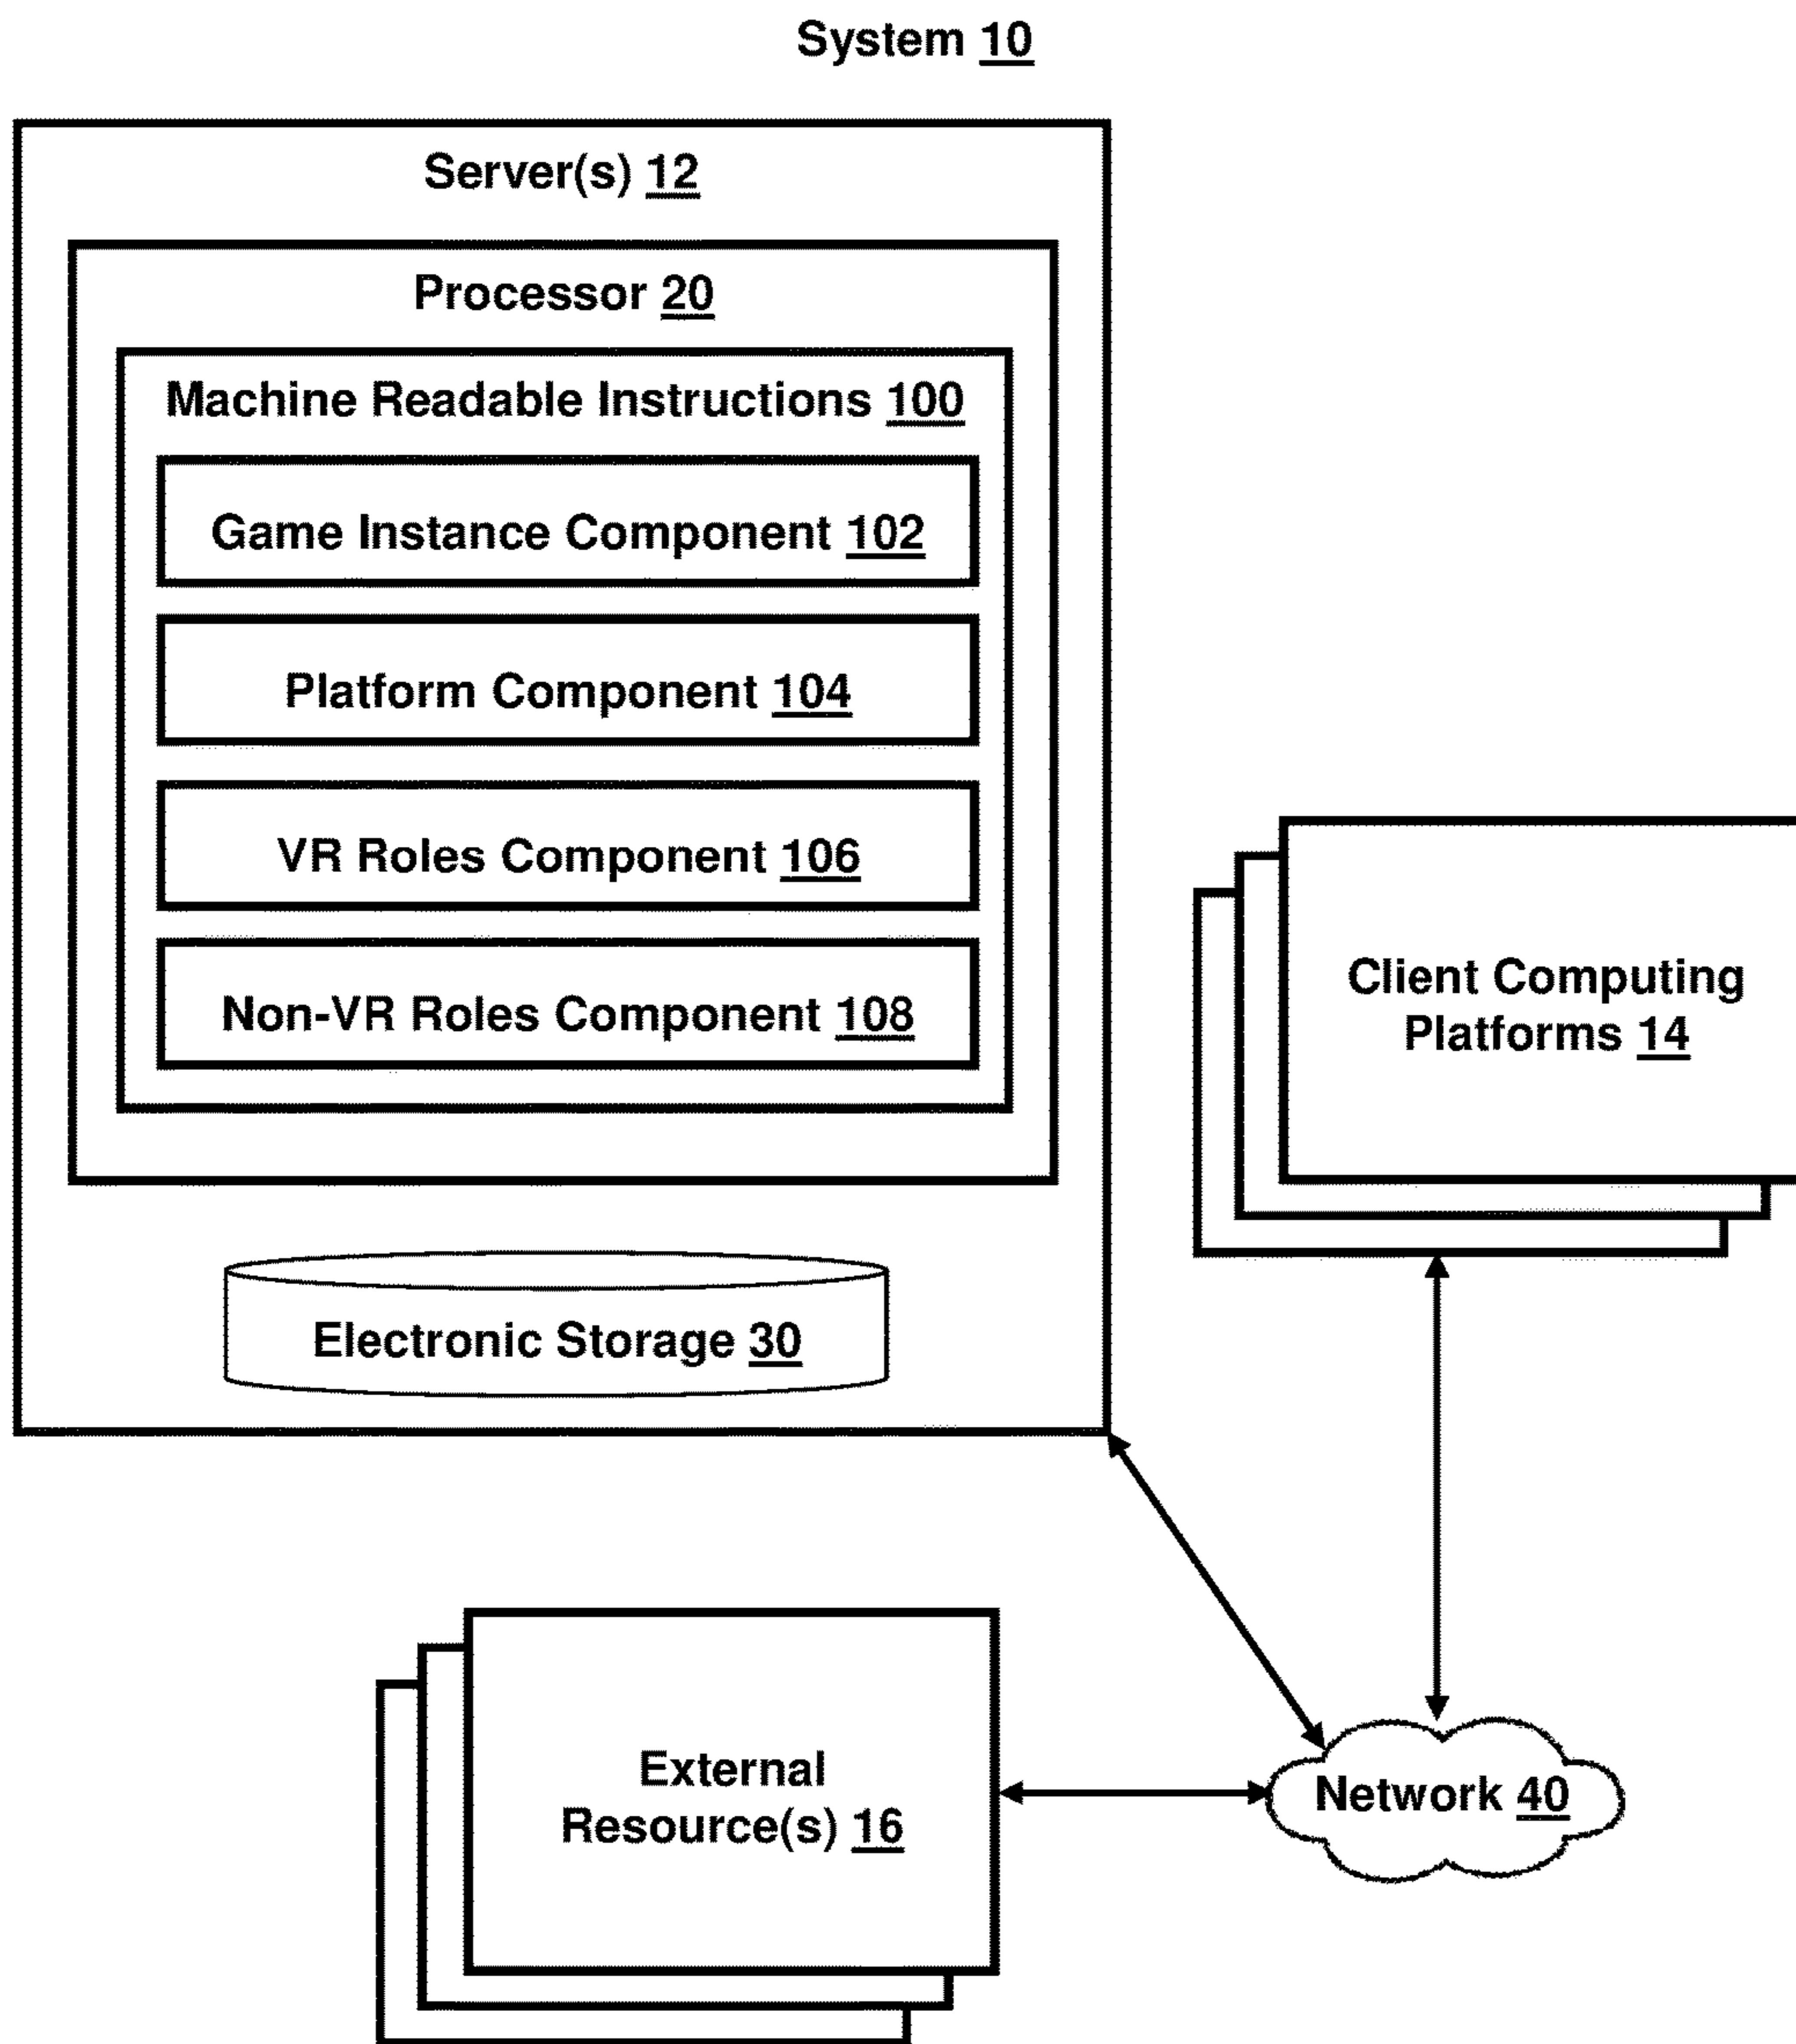 System 10
Server(s) 12
Processor 20
Machine Readable Instructions 100
Game Instance Component 102
Platform Component 104
VR Roles Component 106
Non-VR Roles Component 108
Electronic Storage 30
Client Computing
Platforms 14
External
Resource(s) 16
Network 40